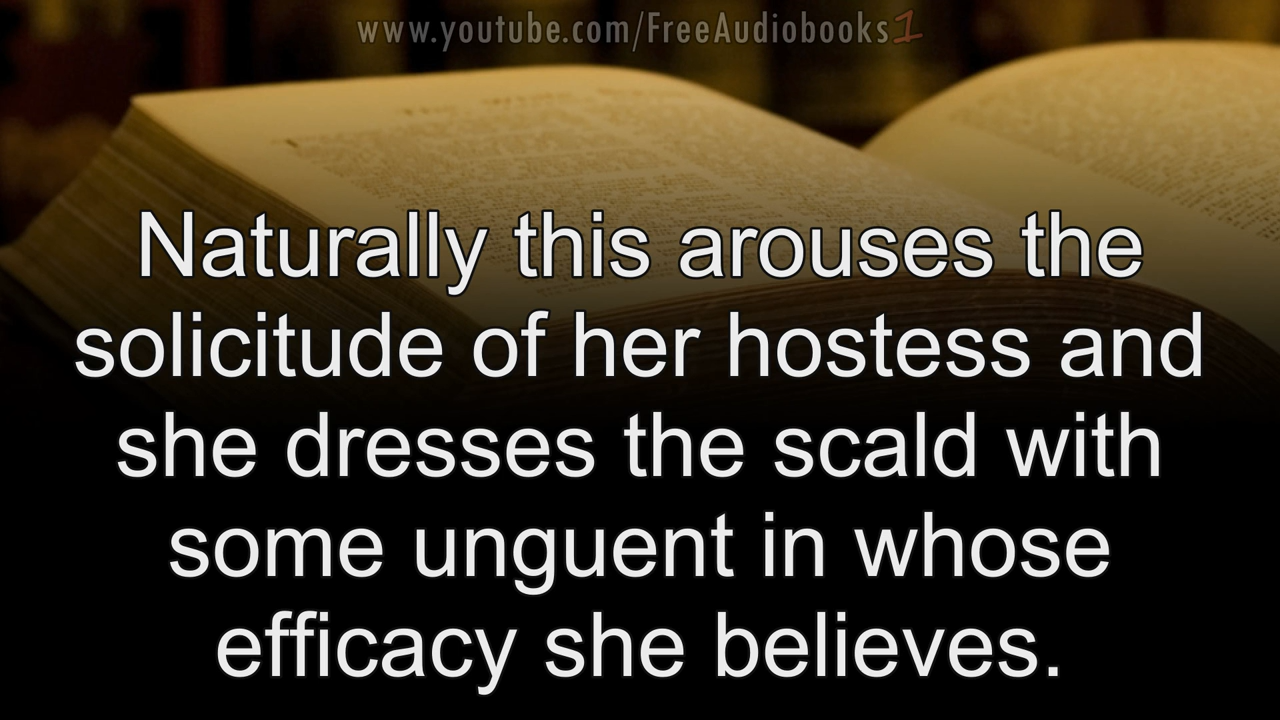 www.youtube.com/FreeAudiobooks1
Naturally this arouses the
solicitude of her hostess and
she dresses the scald with
some unguent in whose
efficacy she believes.